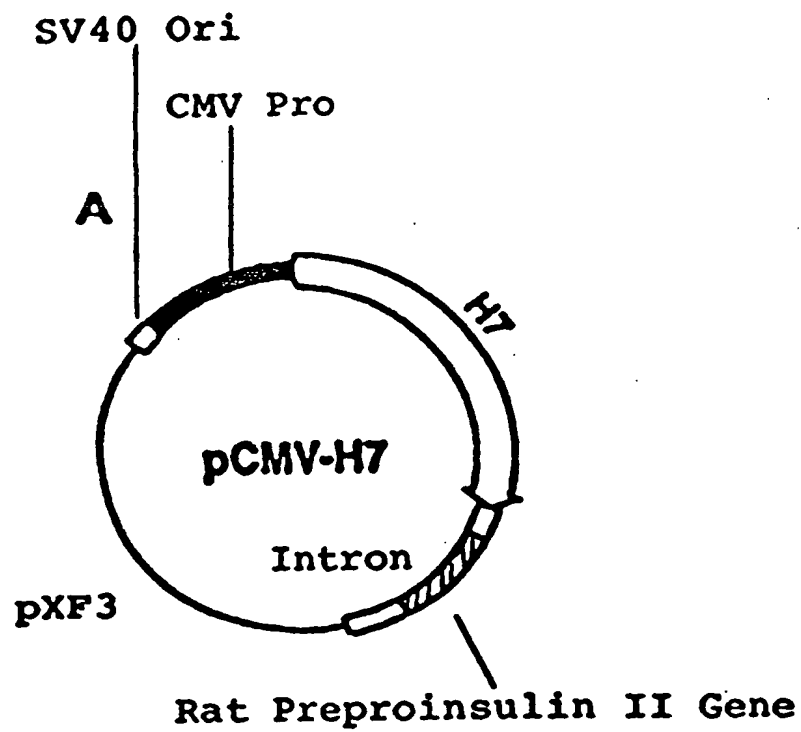 SV40 Ori
CMV Pro
A
H7
pCMV-H7
Intron
pXF3
Rat Preproinsulin II Gene